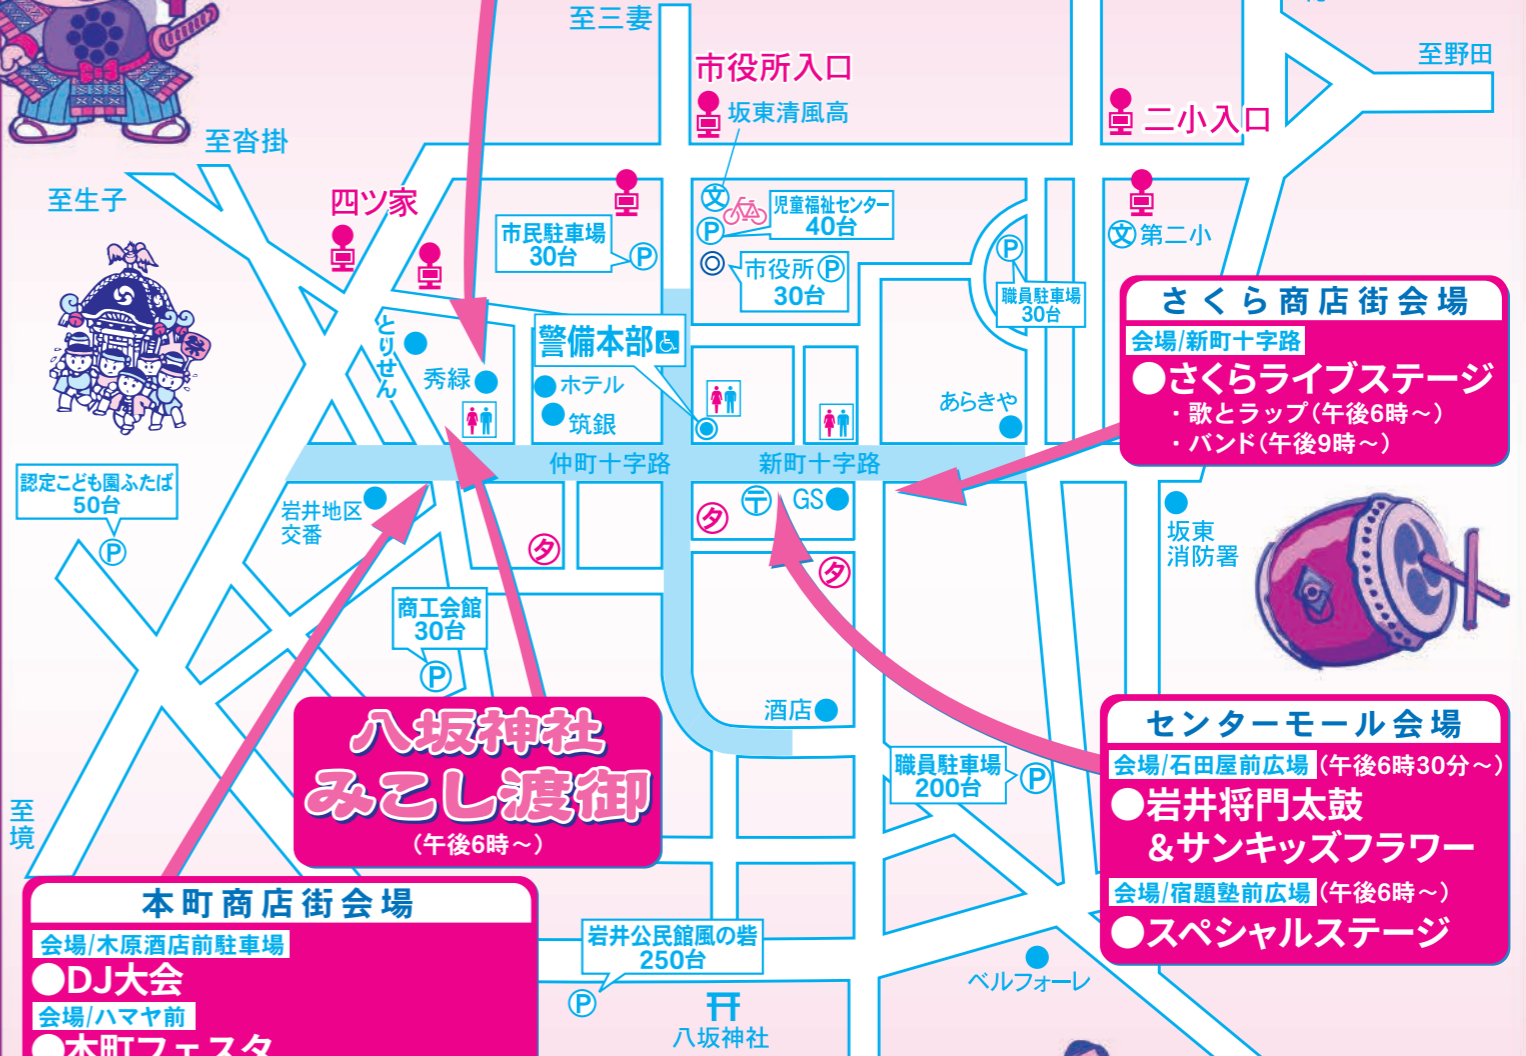 至三妻
市役所入口
坂東清風高
至野田
二小入口
至沓掛
至生子
四ツ家
文
P
児童福祉センター
40台
市民駐車場
30台
P
市役所P
30台
P
職員駐車場
30台
文第二小
さくら商店街会場
会場/新町十字路
●さくらライブステージ
・歌とラップ(午後6時～)
・バンド(午後9時～)
祭
とりせん
警備本部
秀緑
ホテル
筑銀
あらきや
仲町十字路
新町十字路
認定こども園ふたば
50台
P
岩井地区
交番
タ
〒
GS
タ
タ
坂東
消防署
商工会館
30台
P
八坂神社
みこし渡御
(午後6時～)
酒店
職員駐車場
200台
P
センターモール会場
会場/石田屋前広場(午後6時30分～)
●岩井将門太鼓
&サンキッズフラワー
会場/宿題塾前広場(午後6時～)
●スペシャルステージ
至境
本町商店街会場
会場/木原酒店前駐車場
●DJ大会
会場/ハマヤ前
●本町フェスタ
岩井公民館風の砦
250台
P
八坂神社
ベルフォーレ